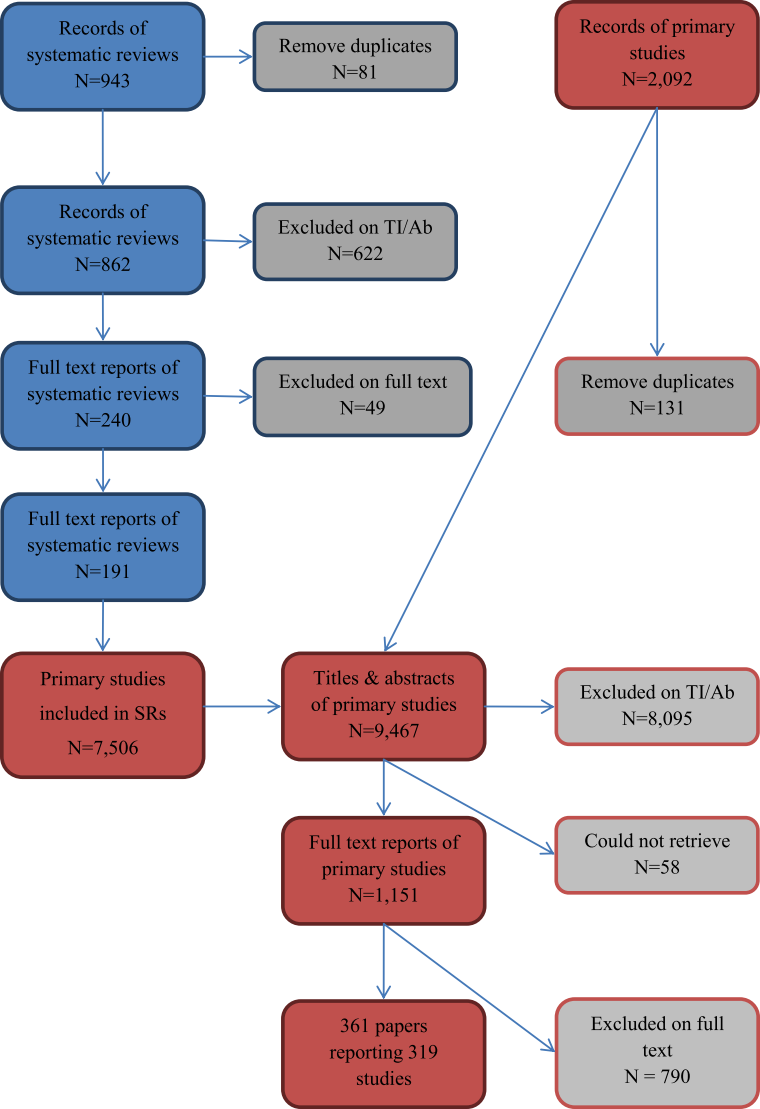 Records of
systematic reviews
N=943
Remove duplicates
N=81
Records of primary
studies
N=2,092
Records of
systematic reviews
N=862
Excluded on TI/Ab
N=622
Full text reports of
systematic reviews
N=240
Excluded on full text
N=49
Remove duplicates
N=131
Full text reports of
systematic reviews
N=191
Primary studies
included in SRs
N=7,506
Titles & abstracts
of primary studies
N=9,467
Excluded on TI/Ab
N=8,095
Full text reports of
primary studies
N=1,151
Could not retrieve
N=58
361 papers
reporting 319
studies
Excluded on full
text
N = 790